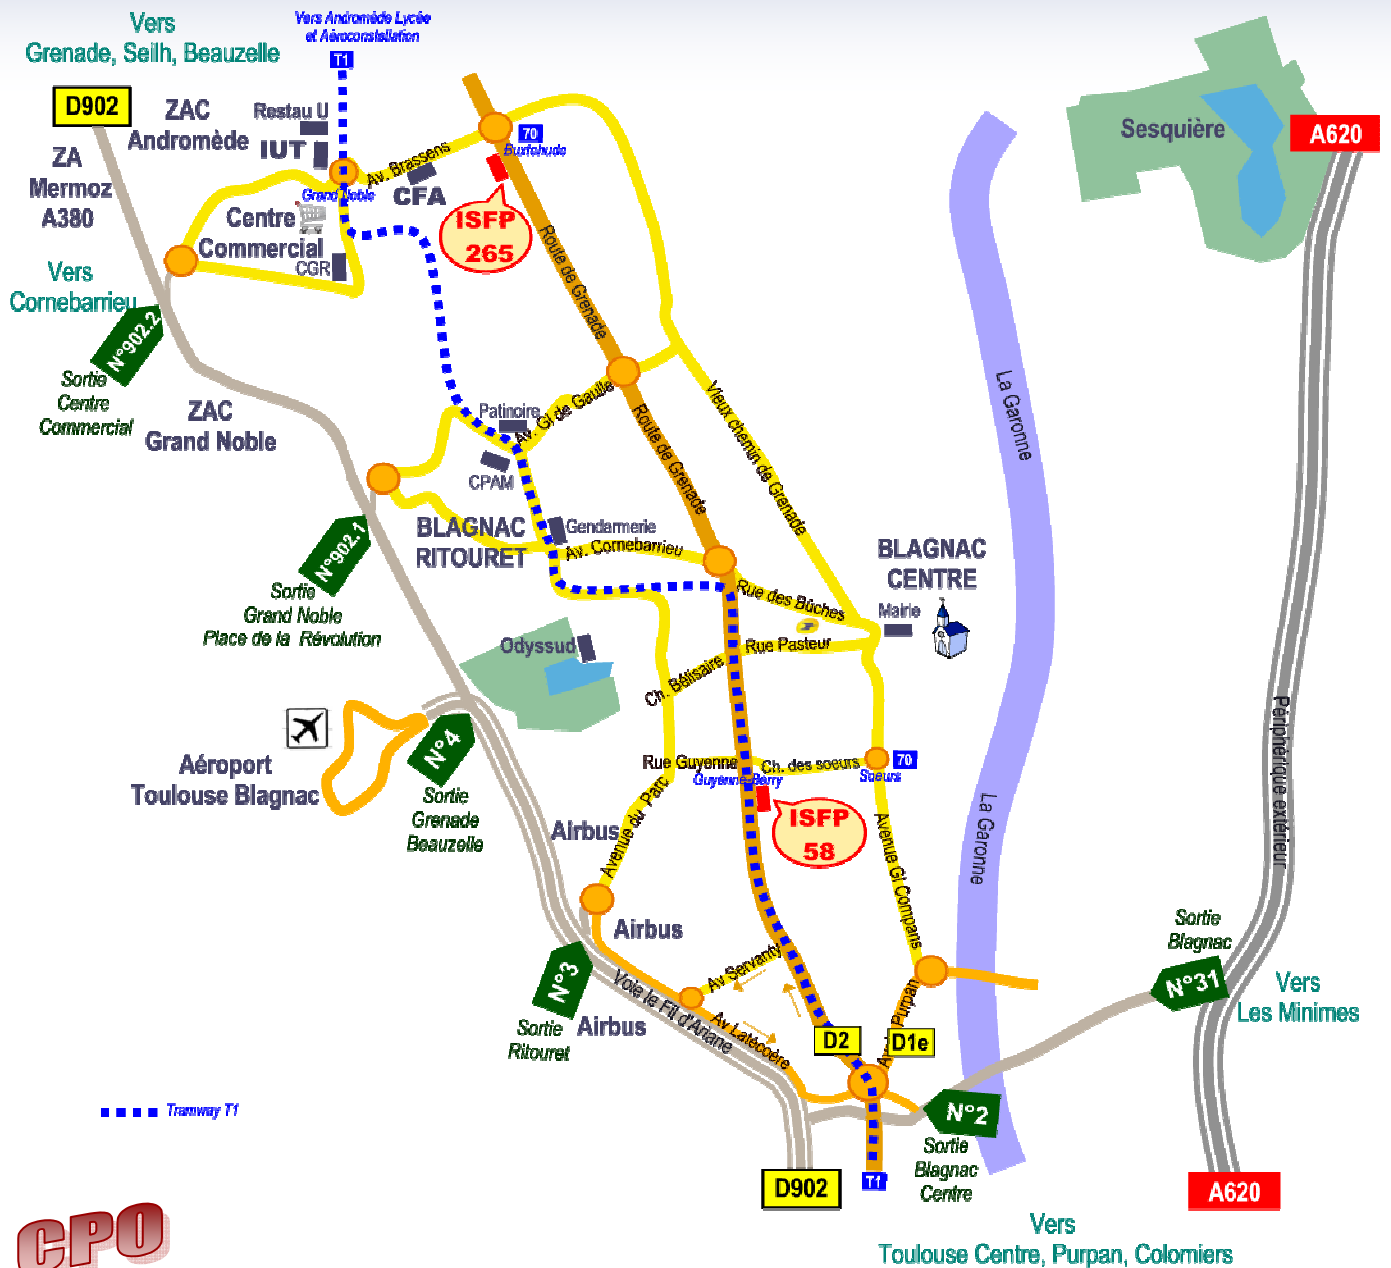 Vers
Grenade, Seilh, Beauzelle
Vers Andromède Lycée
et Aéroconstellation
T1
D902
ZAC
Andromède
Restau U
IUT
ZA
Mermoz
A380
Av. Brassens
70
Buxtehude
Grand Noble
CFA
Centre
Commercial
CGR
ISFP
265
Sesquière
A620
Vers
Cornebarrieu
N°902.2
Sortie
Centre
Commercial
ZAC
Grand Noble
Route de Grenade
Patinoire
Av. Gl de Gaulle
CPAM
Route de Grenade
Vieux chemin de Grenade
La Garonne
N°902.1
Sortie
Grand Noble
Place de la Révolution
BLAGNAC
RITOURET
Gendarmerie
Av. Cornebarrieu
BLAGNAC
CENTRE
Mairie
Rue des Bûches
Rue Pasteur
Ch. Bélisaire
Odyssud
Aéroport
Toulouse Blagnac
N°4
Sortie
Grenade
Beauzelle
Rue Guyenne
Guyenne-Berry
Ch. des soeurs
70
Soeurs
ISFP
58
Airbus
Avenue du Parc
Avenue Gl Compans
La Garonne
Périphérique extérieur
Airbus
N°3
Sortie
Ritouret
Airbus
Voie le Fil d'Ariane
Av Servanty
Av Latécoère
D2
D1e
Av Purpan
Sortie
Blagnac
N°31
Vers
Les Minimes
N°2
Sortie
Blagnac
Centre
Tramway T1
D902
T1
A620
Vers
Toulouse Centre, Purpan, Colomiers
CPO